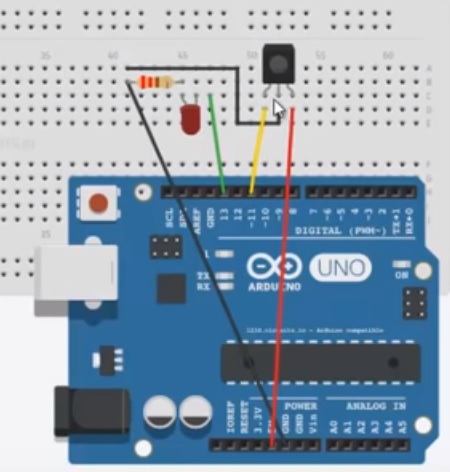 35 40 45 50 55 60
35
SCL
SDA
AREF
GND
13
12
~11
~10
~9
8
7
~6
~5
4
~3
2
TX→1
RX←0
DIGITAL (PWM~)
L
TX
RX
ARDUINO
UNO
ON
IOREF
RESET
3.3V
5V
GND
GND
Vin
POWER
ANALOG IN
A0
A1
A2
A3
A4
A5